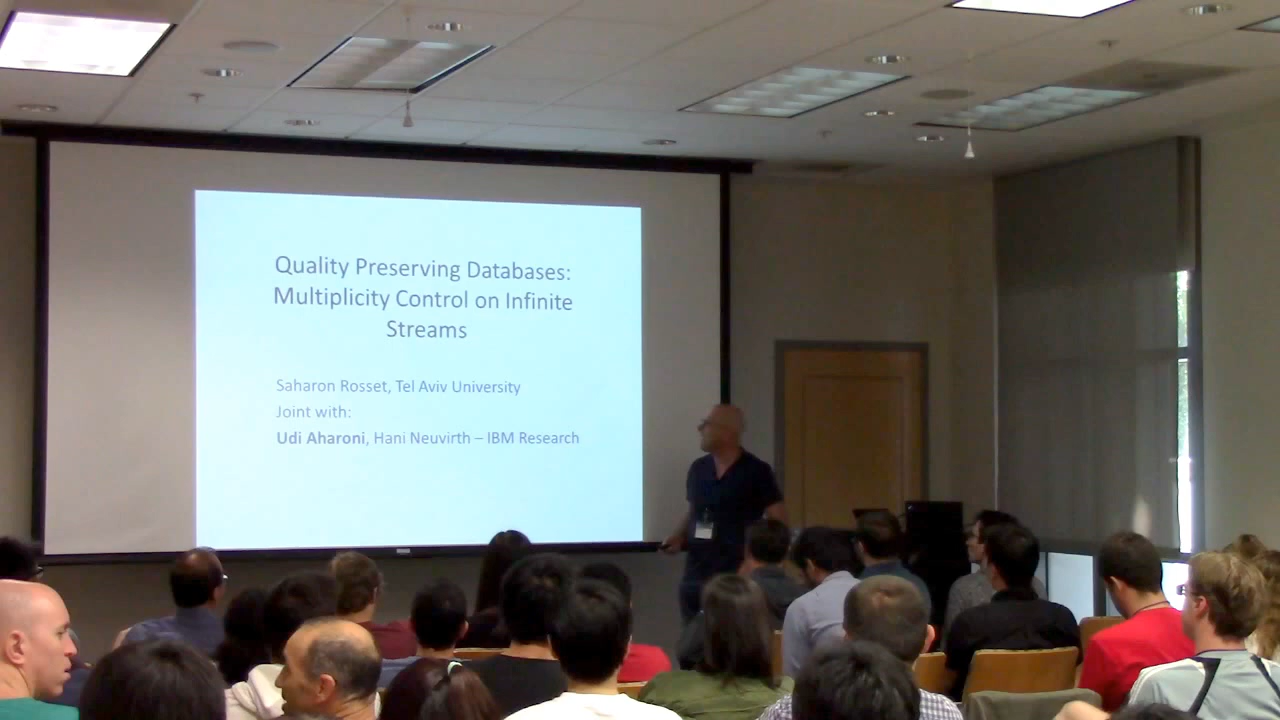 Quality Preserving Databases:
Multiplicity Control on Infinite
Streams
Saharon Rosset, Tel Aviv University
Joint with:
Udi Aharoni, Hani Neuvirth – IBM Research